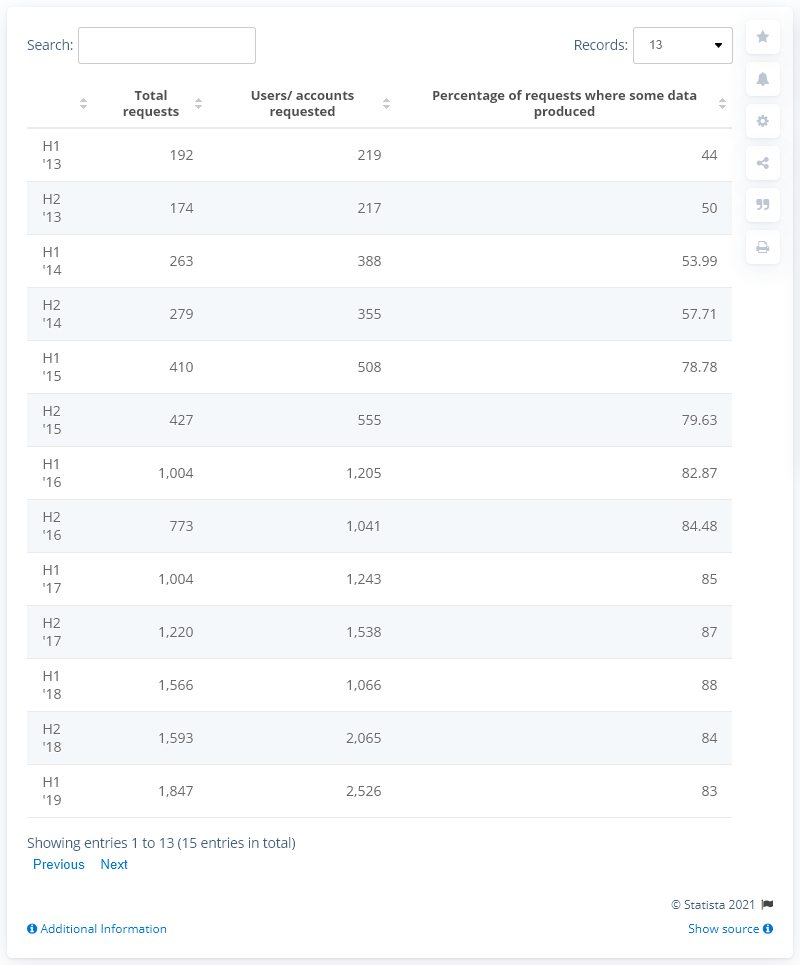 Search:
Records: 13
Total requests
Users/ accounts requested
Percentage of requests where some data produced
H1 '13 192 219 44
H2 '13 174 217 50
H1 '14 263 388 53.99
H2 '14 279 355 57.71
H1 '15 410 508 78.78
H2 '15 427 555 79.63
H1 '16 1,004 1,205 82.87
H2 '16 773 1,041 84.48
H1 '17 1,004 1,243 85
H2 '17 1,220 1,538 87
H1 '18 1,566 1,066 88
H2 '18 1,593 2,065 84
H1 '19 1,847 2,526 83
Showing entries 1 to 13 (15 entries in total)
Previous Next
© Statista 2021
Additional Information
Show source